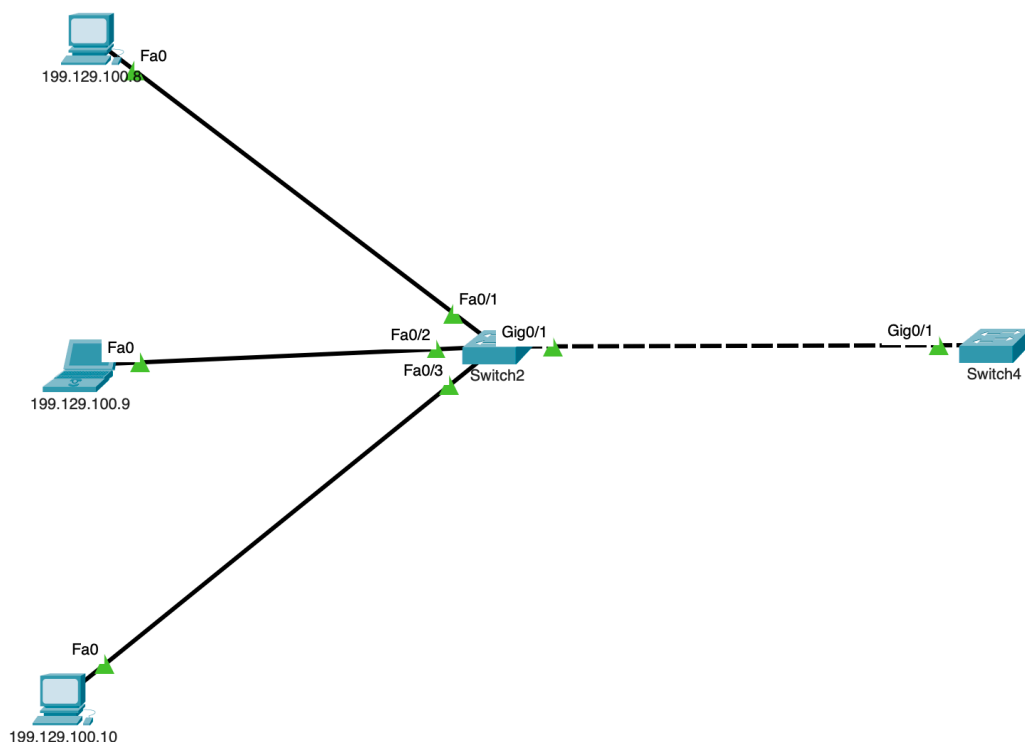 Fa0
199.129.100.8
Fa0/1
Fa0/2
Gig0/1
Gig0/1
Fa0
Fa0/3
Switch2
Switch4
199.129.100.9
Fa0
199.129.100.10